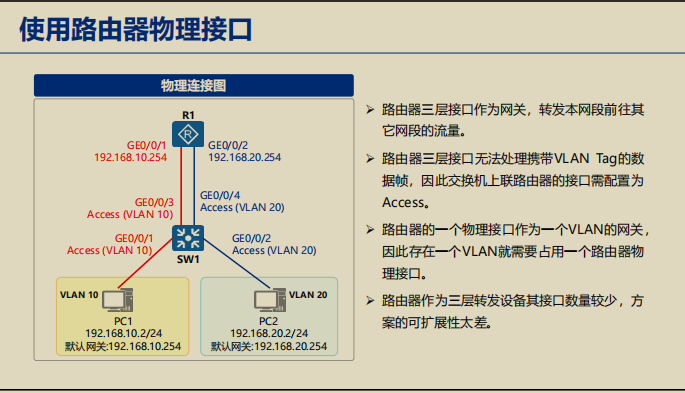 使用路由器物理接口
物理连接图
R1
GE0/0/1
192.168.10.254
GE0/0/2
192.168.20.254
GE0/0/3
Access (VLAN 10)
GE0/0/4
Access (VLAN 20)
GE0/0/1
Access (VLAN 10)
GE0/0/2
Access (VLAN 20)
SW1
VLAN 10
PC1
192.168.10.2/24
默认网关:192.168.10.254
VLAN 20
PC2
192.168.20.2/24
默认网关:192.168.20.254
➢ 路由器三层接口作为网关，转发本网段前往其
它网段的流量。
➢ 路由器三层接口无法处理携带VLAN Tag的数
据帧，因此交换机上联路由器的接口需配置为
Access。
➢ 路由器的一个物理接口作为一个VLAN的网关，
因此存在一个VLAN就需要占用一个路由器物
理接口。
➢ 路由器作为三层转发设备其接口数量较少，方
案的可扩展性太差。